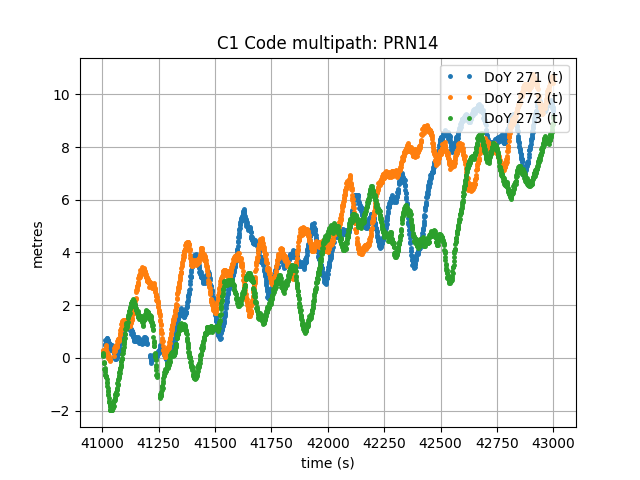 C1 Code multipath: PRN14
DoY 271 (t)
DoY 272 (t)
DoY 273 (t)
metres
10
8
6
4
2
0
−2
41000 41250 41500 41750 42000 42250 42500 42750 43000
time (s)